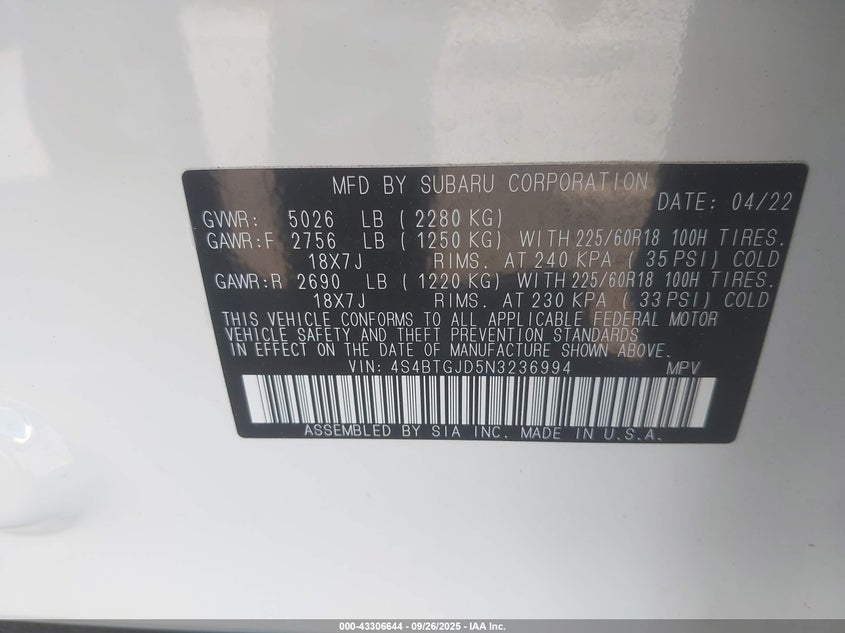 MFD BY SUBARU CORPORATION
DATE: 04/22
GVWR: 5026 LB ( 2280 KG)
GAWR:F 2756 LB ( 1250 KG) WITH 225/60R18 100H TIRES.
18X7J RIMS. AT 240 KPA ( 35 PSI) COLD
GAWR:R 2690 LB ( 1220 KG) WITH 225/60R18 100H TIRES.
18X7J RIMS. AT 230 KPA ( 33 PSI) COLD
THIS VEHICLE CONFORMS TO ALL APPLICABLE FEDERAL MOTOR
VEHICLE SAFETY AND THEFT PREVENTION STANDARDS
IN EFFECT ON THE DATE OF MANUFACTURE SHOWN ABOVE.
VIN: 4S4BTGJD5N3236994 MPV
ASSEMBLED BY SIA INC. MADE IN U.S.A.
000-43306644 - 09/26/2025 - IAA Inc.